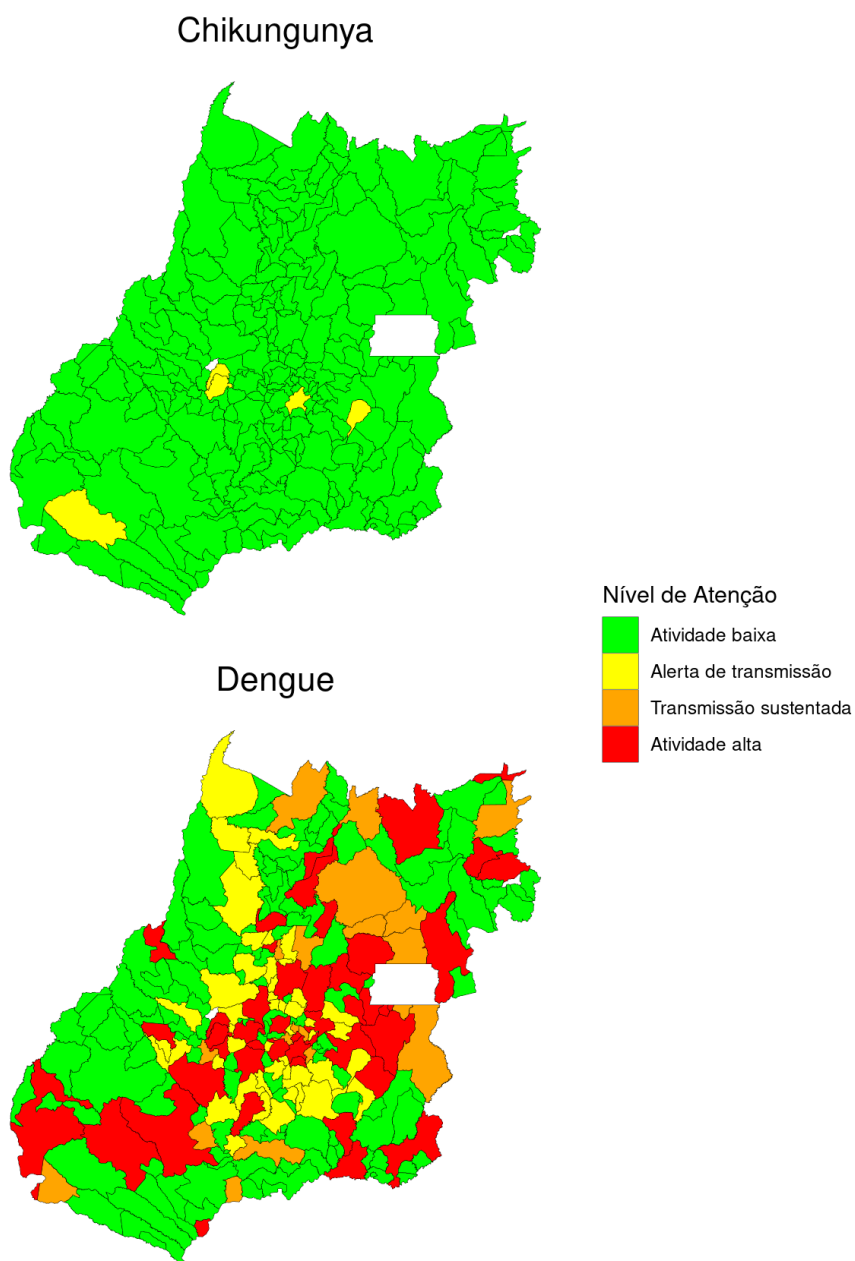 Chikungunya
Nível de Atenção
Atividade baixa
Alerta de transmissão
Transmissão sustentada
Atividade alta
Dengue